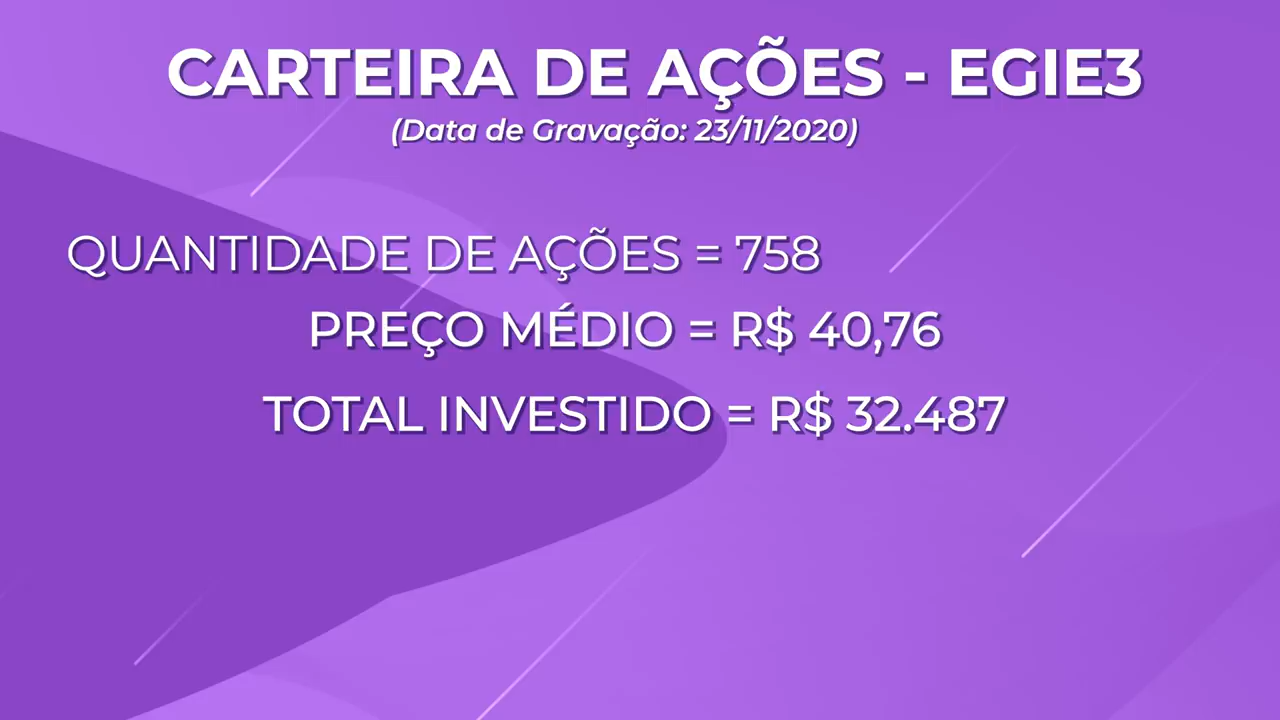 CARTEIRA DE AÇÕES - EGIE3
(Data de Gravação: 23/11/2020)
QUANTIDADE DE AÇÕES = 758
PREÇO MÉDIO = R$ 40,76
TOTAL INVESTIDO = R$ 32.487